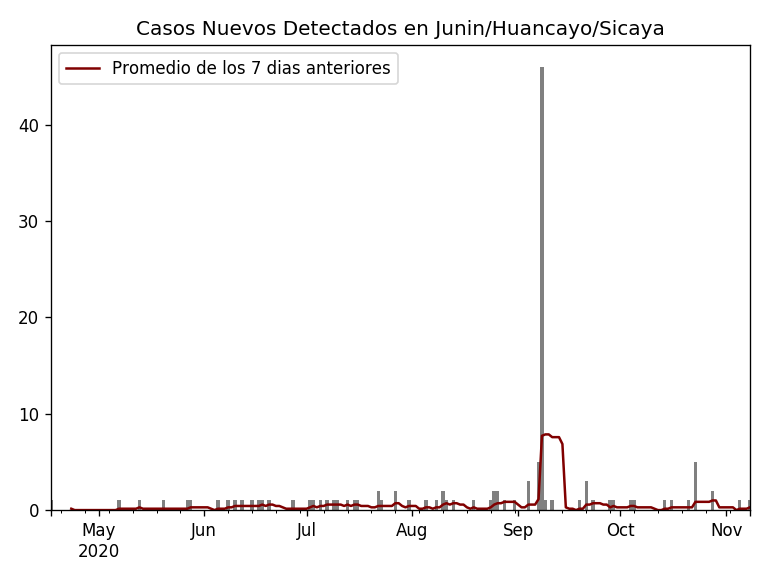 Casos Nuevos Detectados en Junin/Huancayo/Sicaya
Promedio de los 7 dias anteriores
40
30
20
10
0
May Jun Jul Aug Sep Oct Nov
2020